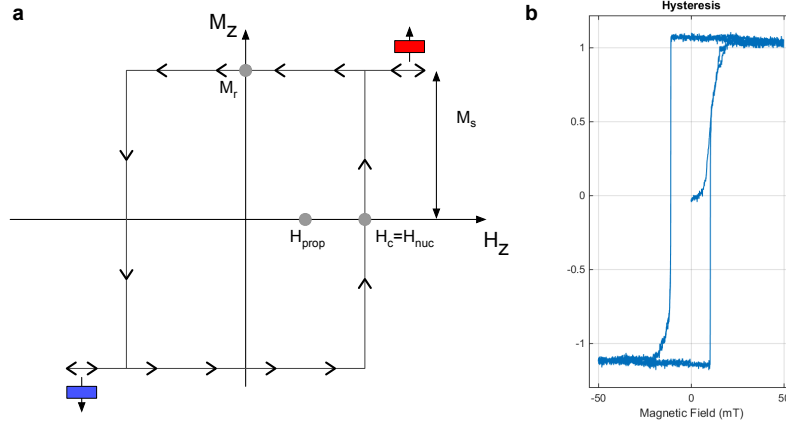 a
M_z
M_r
M_s
H_prop
H_c=H_nuc
H_z
b
Hysteresis
1
0.5
0
-0.5
-1
-50
0
50
Magnetic Field (mT)